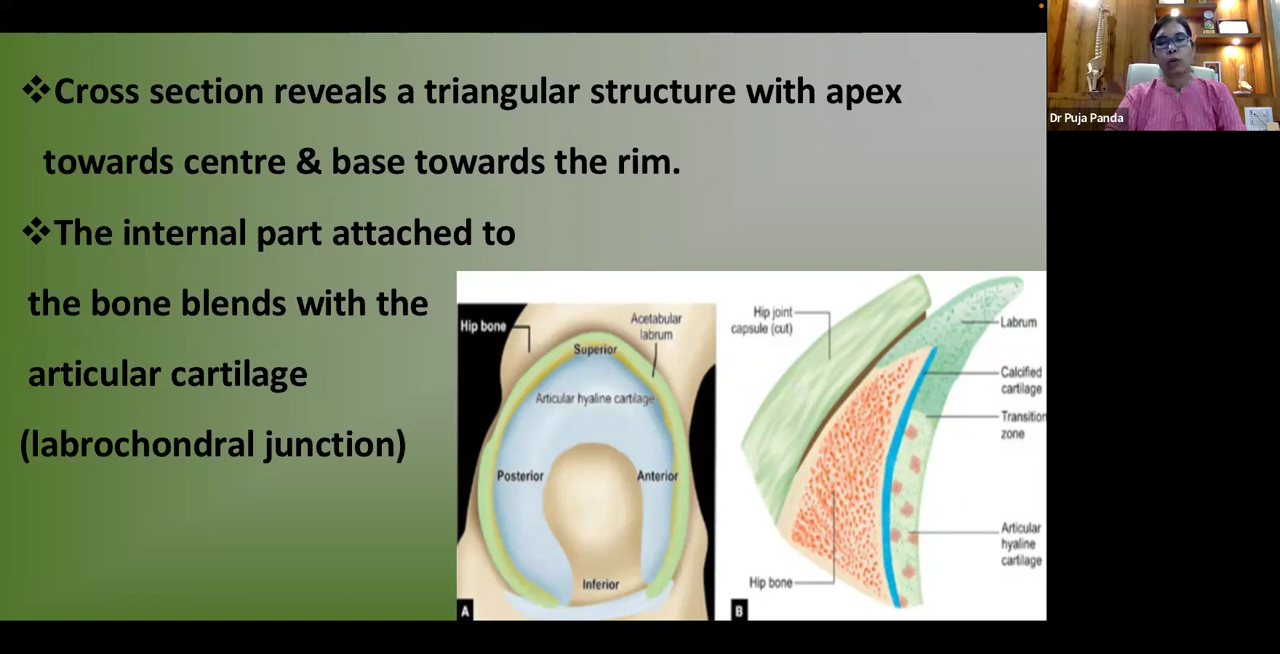 ❖Cross section reveals a triangular structure with apex
towards centre & base towards the rim.
❖The internal part attached to
the bone blends with the
articular cartilage
(labrochondral junction)
Hip bone
Acetabular
labrum
Superior
Articular hyaline cartilage
Posterior
Anterior
Inferior
A
Hip joint
capsule (cut)
Labrum
Calcified
cartilage
Transition
zone
Articular
hyaline
cartilage
Hip bone
B
Dr Puja Panda